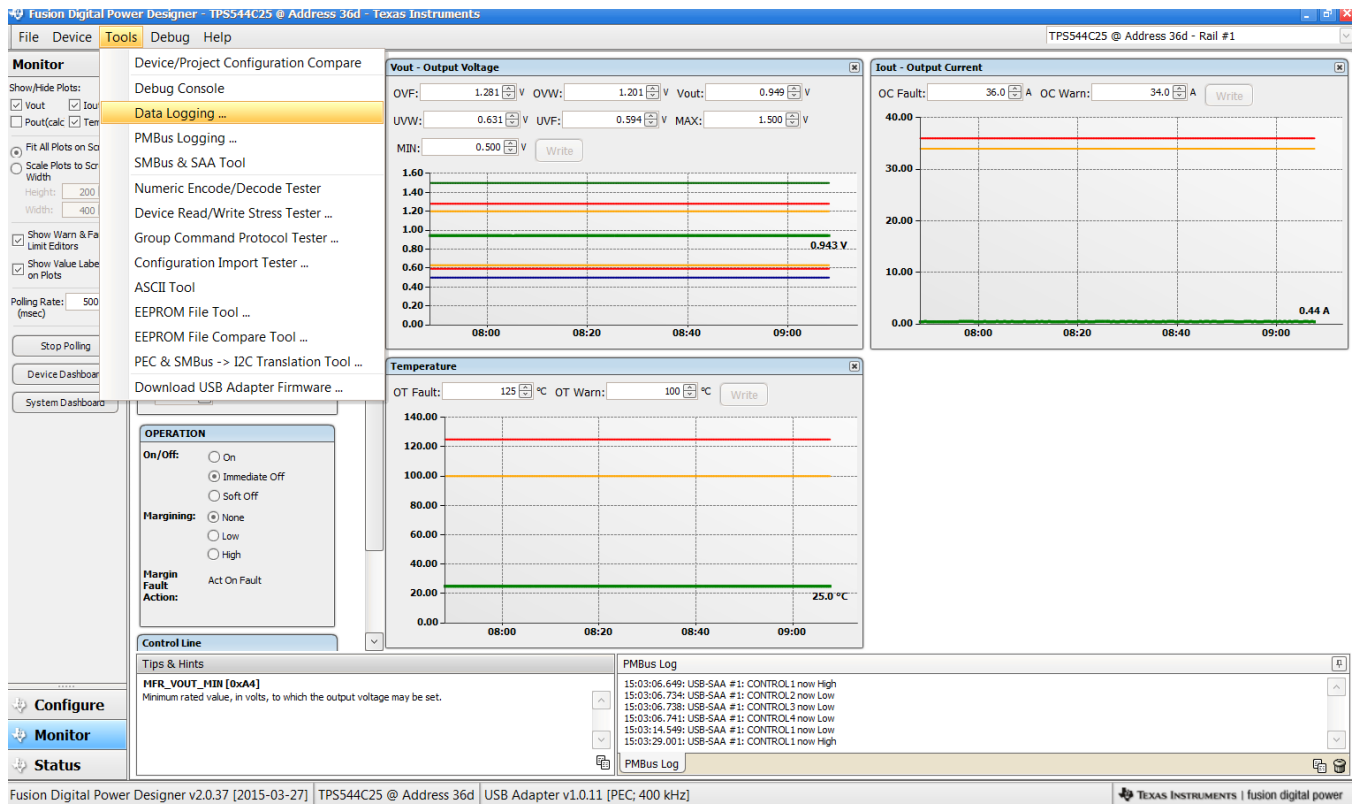 Fusion Digital Power Designer - TPS544C25 @ Address 36d - Texas Instruments
File Device Tools Debug Help
TPS544C25 @ Address 36d - Rail #1
Monitor
Show/Hide Plots:
Vout
Pout(calc
Fit All Plots on
Scale Plots to
Width
Height: 200
Width: 400
Show Warn &
Limit Editors
Show Value
on Plots
Polling Rate: 500
(msec)
Stop Polling
Device
System Dashboard
Device/Project Configuration Compare
Debug Console
Data Logging ...
PMBus Logging ...
SMBus & SAA Tool
Numeric Encode/Decode Tester
Device Read/Write Stress Tester ...
Group Command Protocol Tester ...
Configuration Import Tester ...
ASCII Tool
EEPROM File Tool ...
EEPROM File Compare Tool ...
PEC & SMBus -> I2C Translation Tool ...
Download USB Adapter Firmware ...
Vout - Output Voltage
OVF: 1.281 V OVW: 1.201 V Vout: 0.949 V
UVW: 0.631 V UVF: 0.594 V MAX: 1.500 V
MIN: 0.500 V Write
1.60
1.40
1.20
1.00
0.80
0.60
0.40
0.20
0.00
0.943 V
08:00 08:20 08:40 09:00
Iout - Output Current
OC Fault: 36.0 A OC Warn: 34.0 A Write
40.00
30.00
20.00
10.00
0.00
0.44 A
08:00 08:20 08:40 09:00
Temperature
OT Fault: 125 °C OT Warn: 100 °C Write
140.00
120.00
100.00
80.00
60.00
40.00
20.00
0.00
25.0 °C
08:00 08:20 08:40 09:00
OPERATION
On/Off: On
Immediate Off
Soft Off
Margining: None
Low
High
Margin
Fault
Action:
Act On Fault
Control Line
Tips & Hints
MFR_VOUT_MIN [0xA4]
Minimum rated value, in volts, to which the output voltage may be set.
PMBus Log
15:03:06.649: USB-SAA #1: CONTROL1 now High
15:03:06.734: USB-SAA #1: CONTROL2 now Low
15:03:06.738: USB-SAA #1: CONTROL3 now Low
15:03:06.741: USB-SAA #1: CONTROL4 now Low
15:03:14.549: USB-SAA #1: CONTROL1 now Low
15:03:29.001: USB-SAA #1: CONTROL1 now High
PMBus Log
Configure
Monitor
Status
Fusion Digital Power Designer v2.0.37 [2015-03-27] TPS544C25 @ Address 36d USB Adapter v1.0.11 [PEC; 400 kHz]
TEXAS INSTRUMENTS | fusion digital power